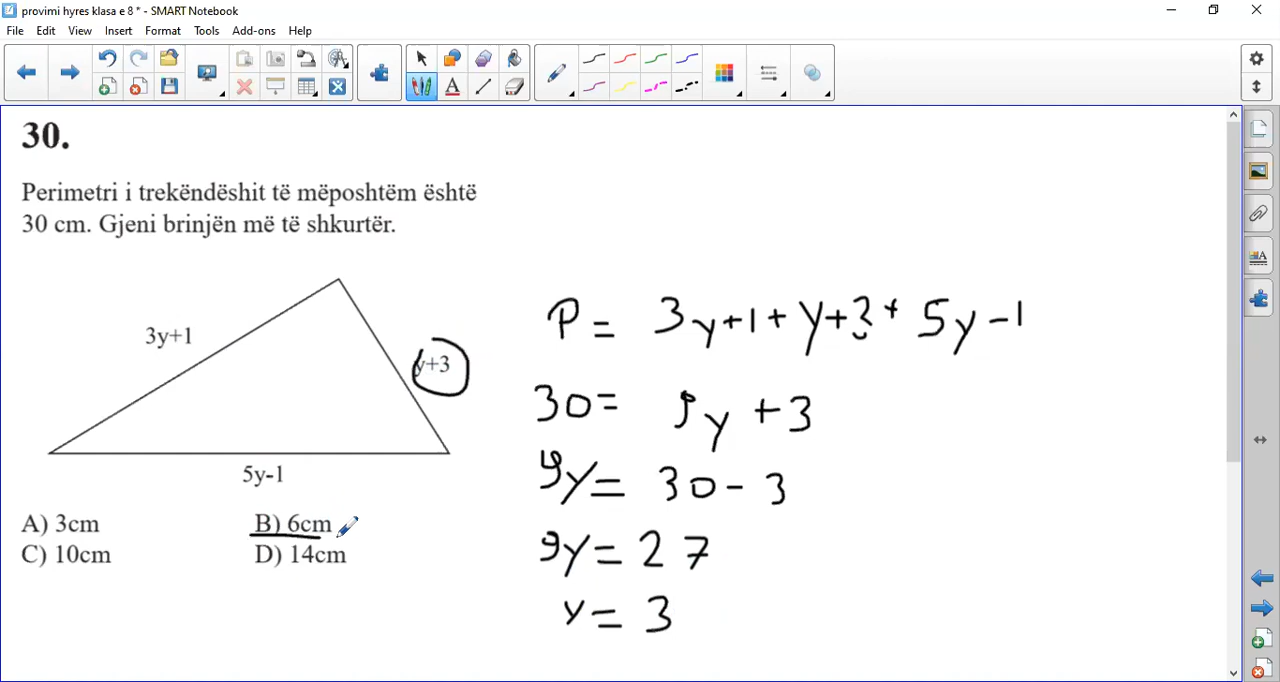 provimi hyres klasa e 8 * - SMART Notebook
File Edit View Insert Format Tools Add-ons Help
30.
Perimetri i trekëndëshit të mëposhtëm është
30 cm. Gjeni brinjën më të shkurtër.
3y+1
y+3
5y-1
A) 3cm
B) 6cm
C) 10cm
D) 14cm
P = 3y+1 + y+3 + 5y-1
30 = 9y + 3
9y = 30 - 3
9y = 27
y = 3